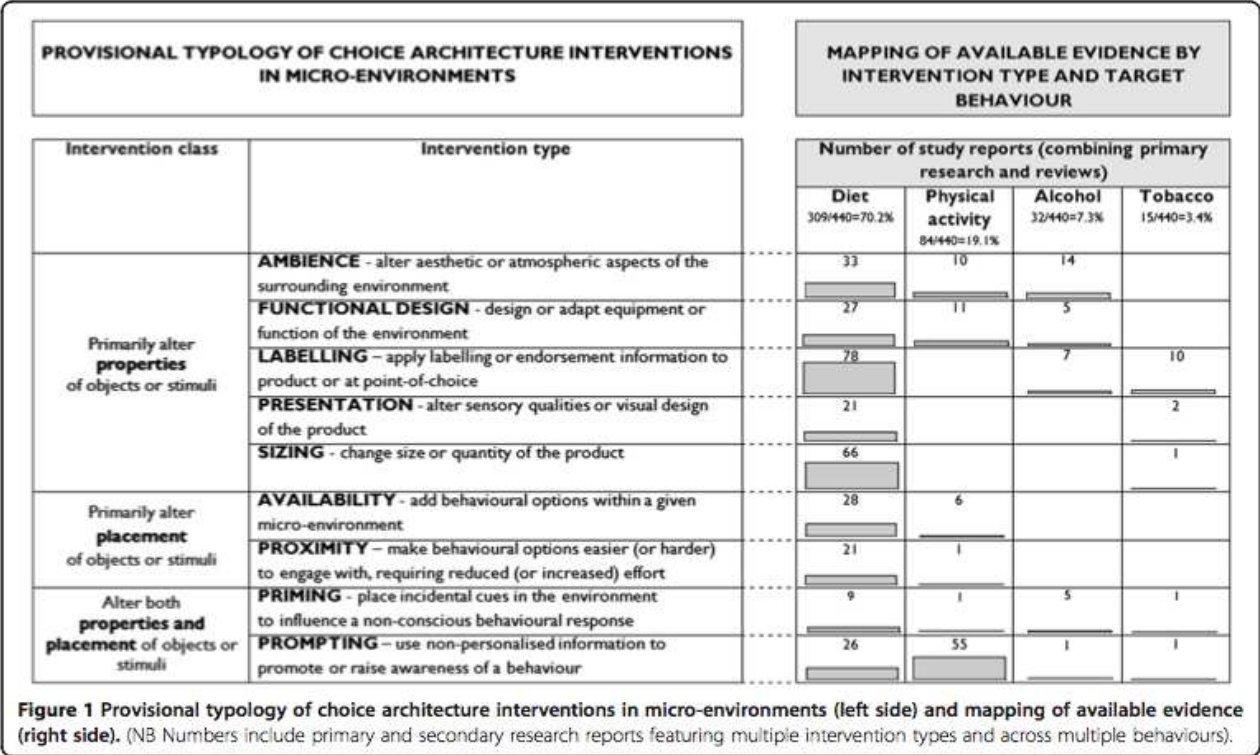 PROVISIONAL TYPOLOGY OF CHOICE ARCHITECTURE INTERVENTIONS
IN MICRO-ENVIRONMENTS
MAPPING OF AVAILABLE EVIDENCE BY
INTERVENTION TYPE AND TARGET
BEHAVIOUR
Intervention class
Intervention type
Number of study reports (combining primary
research and reviews)
Diet
309/440=70.2%
Physical
activity
84/440=19.1%
Alcohol
32/440=7.3%
Tobacco
15/440=3.4%
Primarily alter
properties
of objects or stimuli
AMBIENCE - alter aesthetic or atmospheric aspects of the
surrounding environment
33 10 14
FUNCTIONAL DESIGN - design or adapt equipment or
function of the environment
27 11 5
LABELLING – apply labelling or endorsement information to
product or at point-of-choice
78 7 10
PRESENTATION - alter sensory qualities or visual design
of the product
21 2
SIZING - change size or quantity of the product
66 1
Primarily alter
placement
of objects or stimuli
AVAILABILITY - add behavioural options within a given
micro-environment
28 6
PROXIMITY – make behavioural options easier (or harder)
to engage with, requiring reduced (or increased) effort
21 1
Alter both
properties and
placement of objects or
stimuli
PRIMING - place incidental cues in the environment
to influence a non-conscious behavioural response
9 1 5 1
PROMPTING – use non-personalised information to
promote or raise awareness of a behaviour
26 55 1 1
Figure 1 Provisional typology of choice architecture interventions in micro-environments (left side) and mapping of available evidence
(right side). (NB Numbers include primary and secondary research reports featuring multiple intervention types and across multiple behaviours).